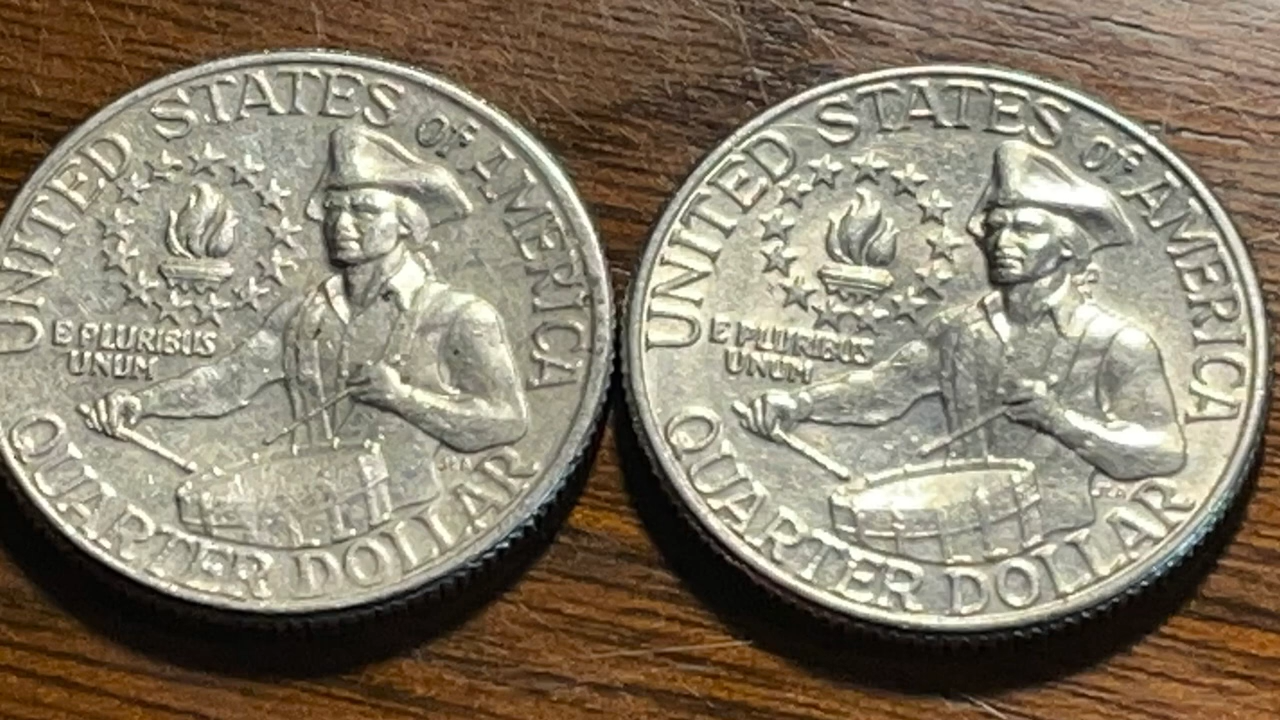 UNITED STATES of AMERICA
E PLURIBUS
UNUM
QUARTER DOLLAR
UNITED STATES of AMERICA
E PLURIBUS
UNUM
QUARTER DOLLAR